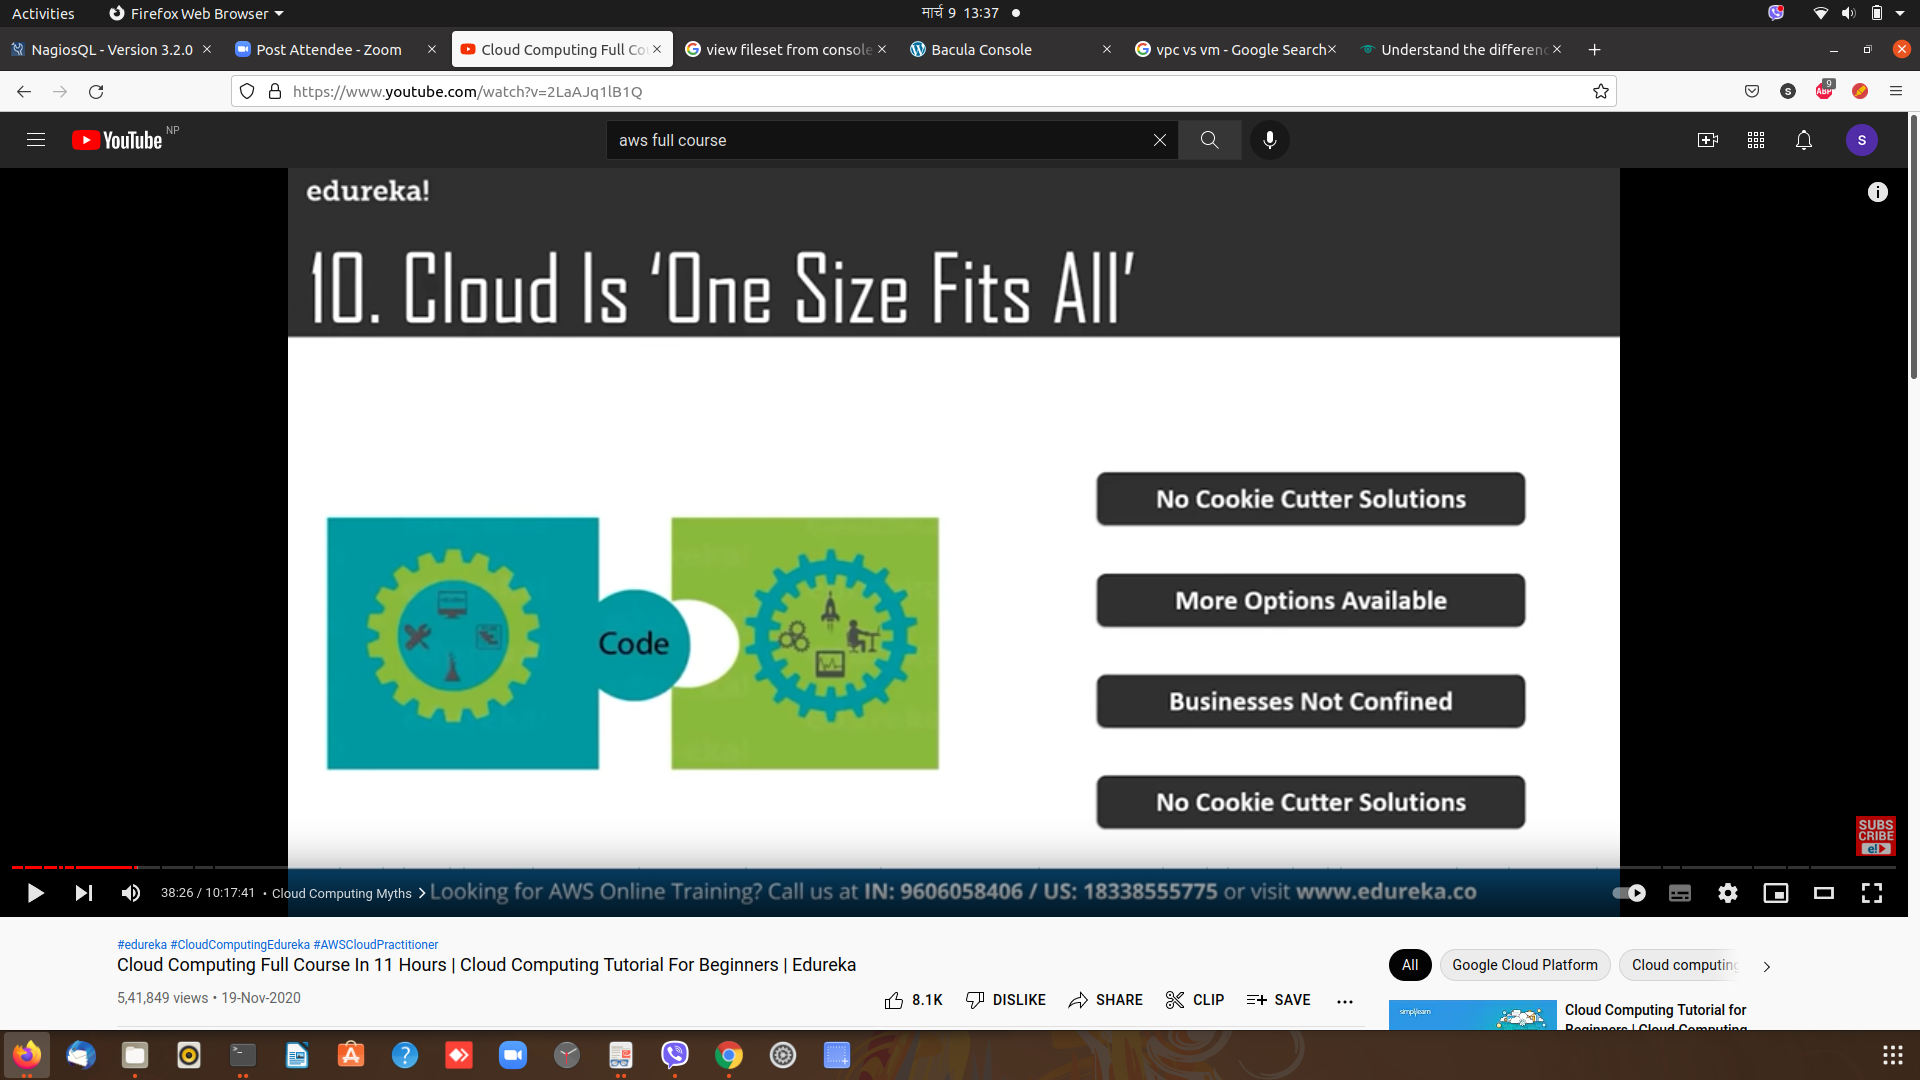 Activities Firefox Web Browser मार्च 9 13:37
NagiosQL - Version 3.2.0 Post Attendee - Zoom Cloud Computing Full Co view fileset from console Bacula Console vpc vs vm - Google Search Understand the differenc
https://www.youtube.com/watch?v=2LaAJq1lB1Q S ABP 9
YouTube NP aws full course S
edureka!
10. Cloud Is ‘One Size Fits All’
No Cookie Cutter Solutions
More Options Available
Code
Businesses Not Confined
No Cookie Cutter Solutions
SUBS
CRIBE
e!
38:26 / 10:17:41 • Cloud Computing Myths Looking for AWS Online Training? Call us at IN: 9606058406 / US: 18338555775 or visit www.edureka.co
#edureka #CloudComputingEdureka #AWSCloudPractitioner
Cloud Computing Full Course In 11 Hours | Cloud Computing Tutorial For Beginners | Edureka
All Google Cloud Platform Cloud computing
5,41,849 views • 19-Nov-2020
8.1K DISLIKE SHARE CLIP SAVE
simplilearn
Cloud Computing Tutorial for
Beginners | Cloud Computing